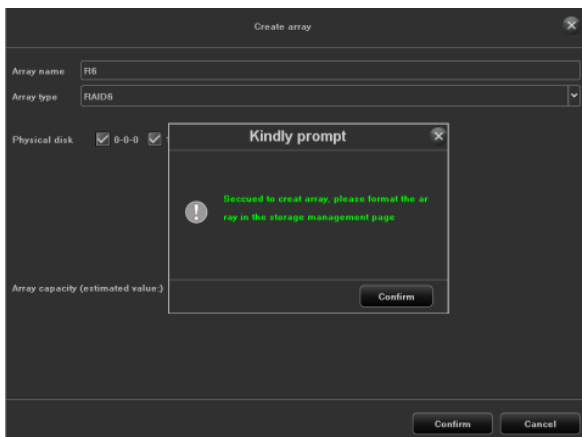 Create array
Array name R6
Array type RAID6
Physical disk 0-0-0
Kindly prompt
Seccued to creat array, please format the ar
ray in the storage management page
Array capacity (estimated value:)
Confirm
Confirm Cancel